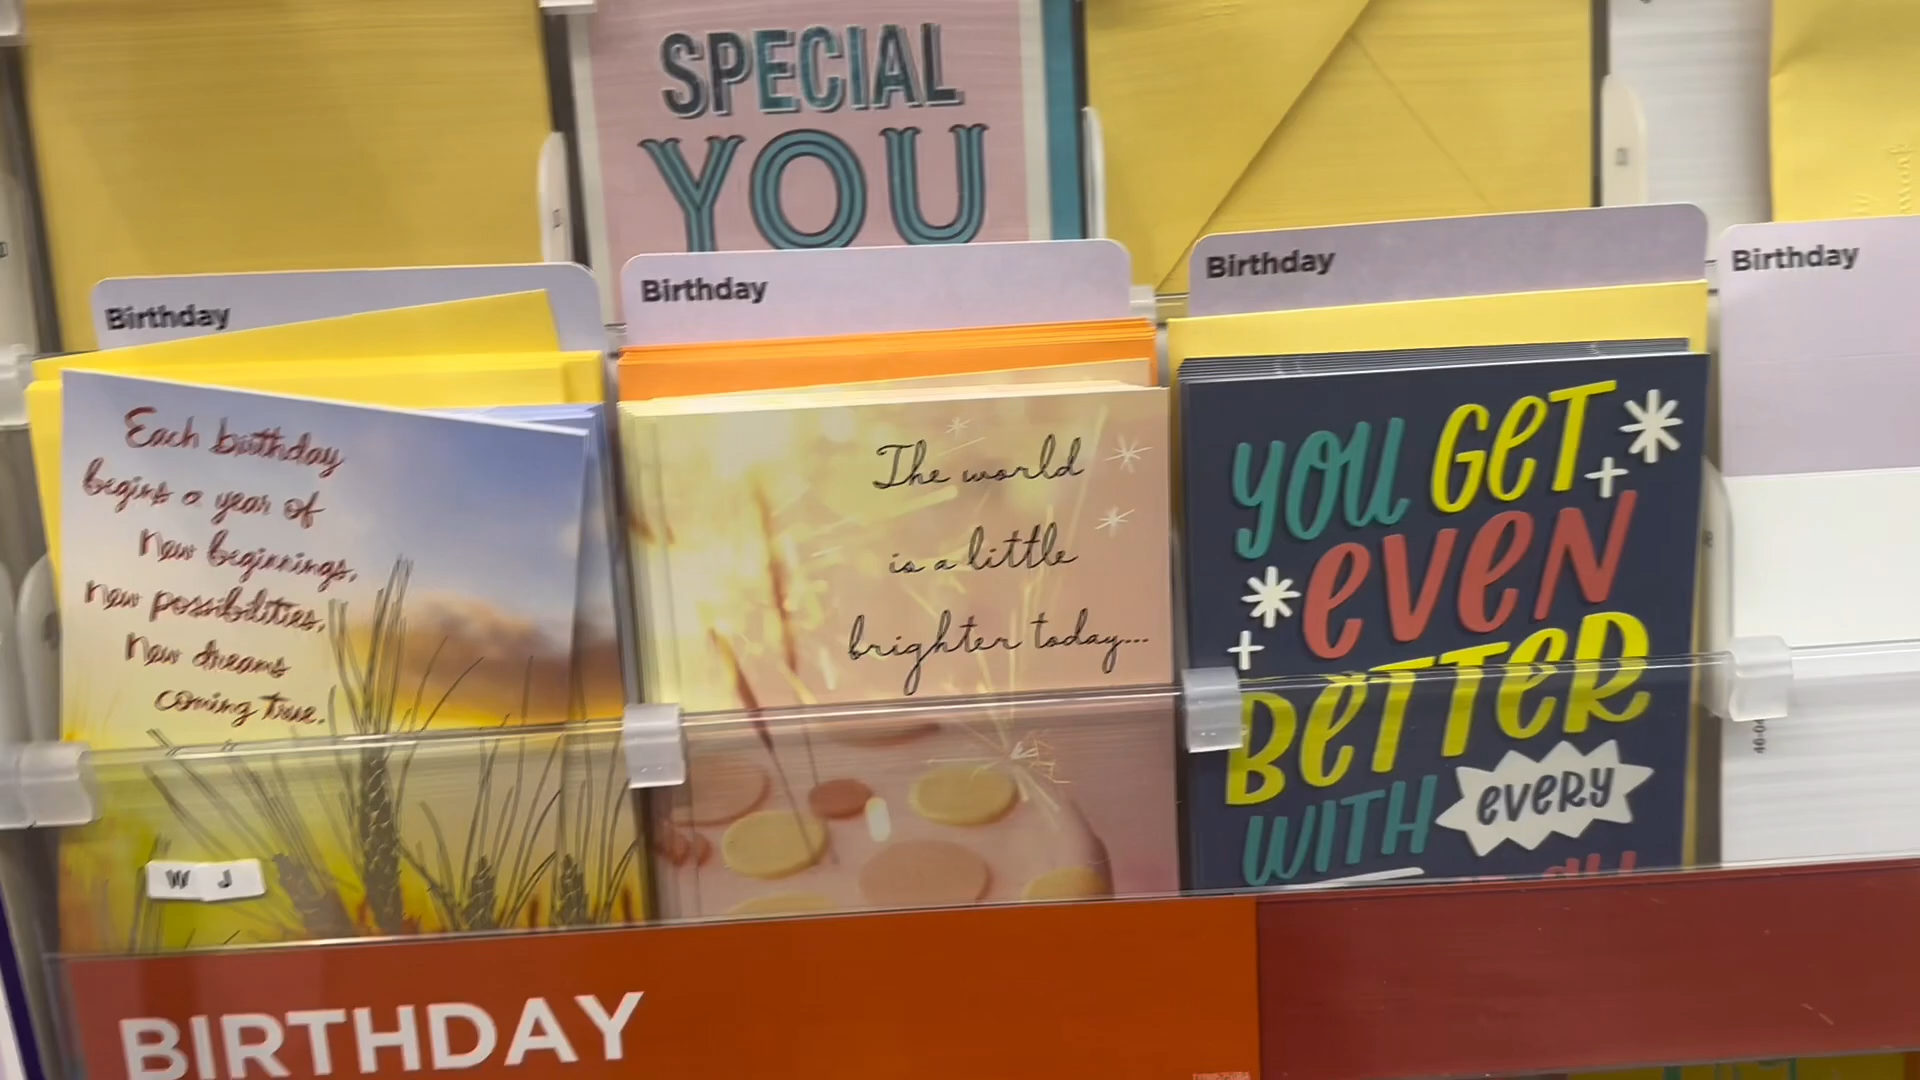 SPECIAL
YOU
Birthday
Birthday
Birthday
Birthday
Each birthday
begins a year of
new beginnings,
new possibilities,
new dreams
coming true.
W J
The world
is a little
brighter today...
YOU GET
EVEN
BETTER
WITH EVERY
BIRTHDAY